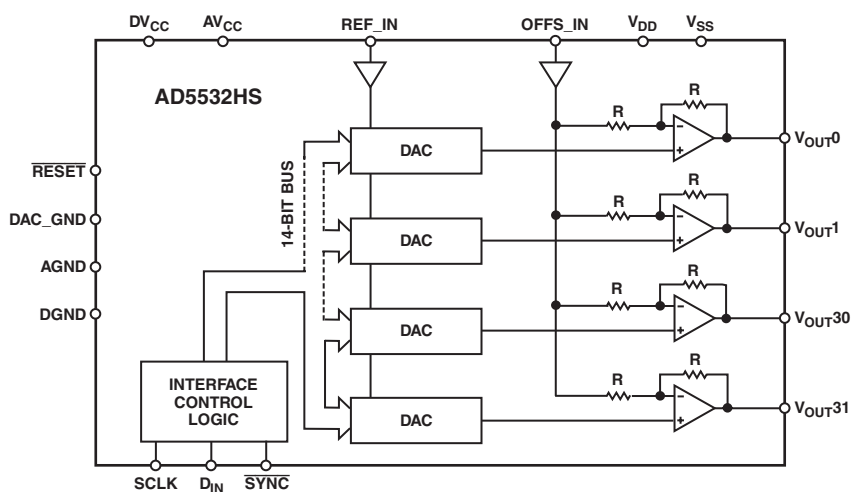 DVCC AVCC REF_IN OFFS_IN VDD VSS
AD5532HS
RESET
DAC_GND
AGND
DGND
14-BIT BUS
INTERFACE
CONTROL
LOGIC
SCLK DIN SYNC
DAC
DAC
DAC
DAC
R R
R R
R R
R R
VOUT0
VOUT1
VOUT30
VOUT31